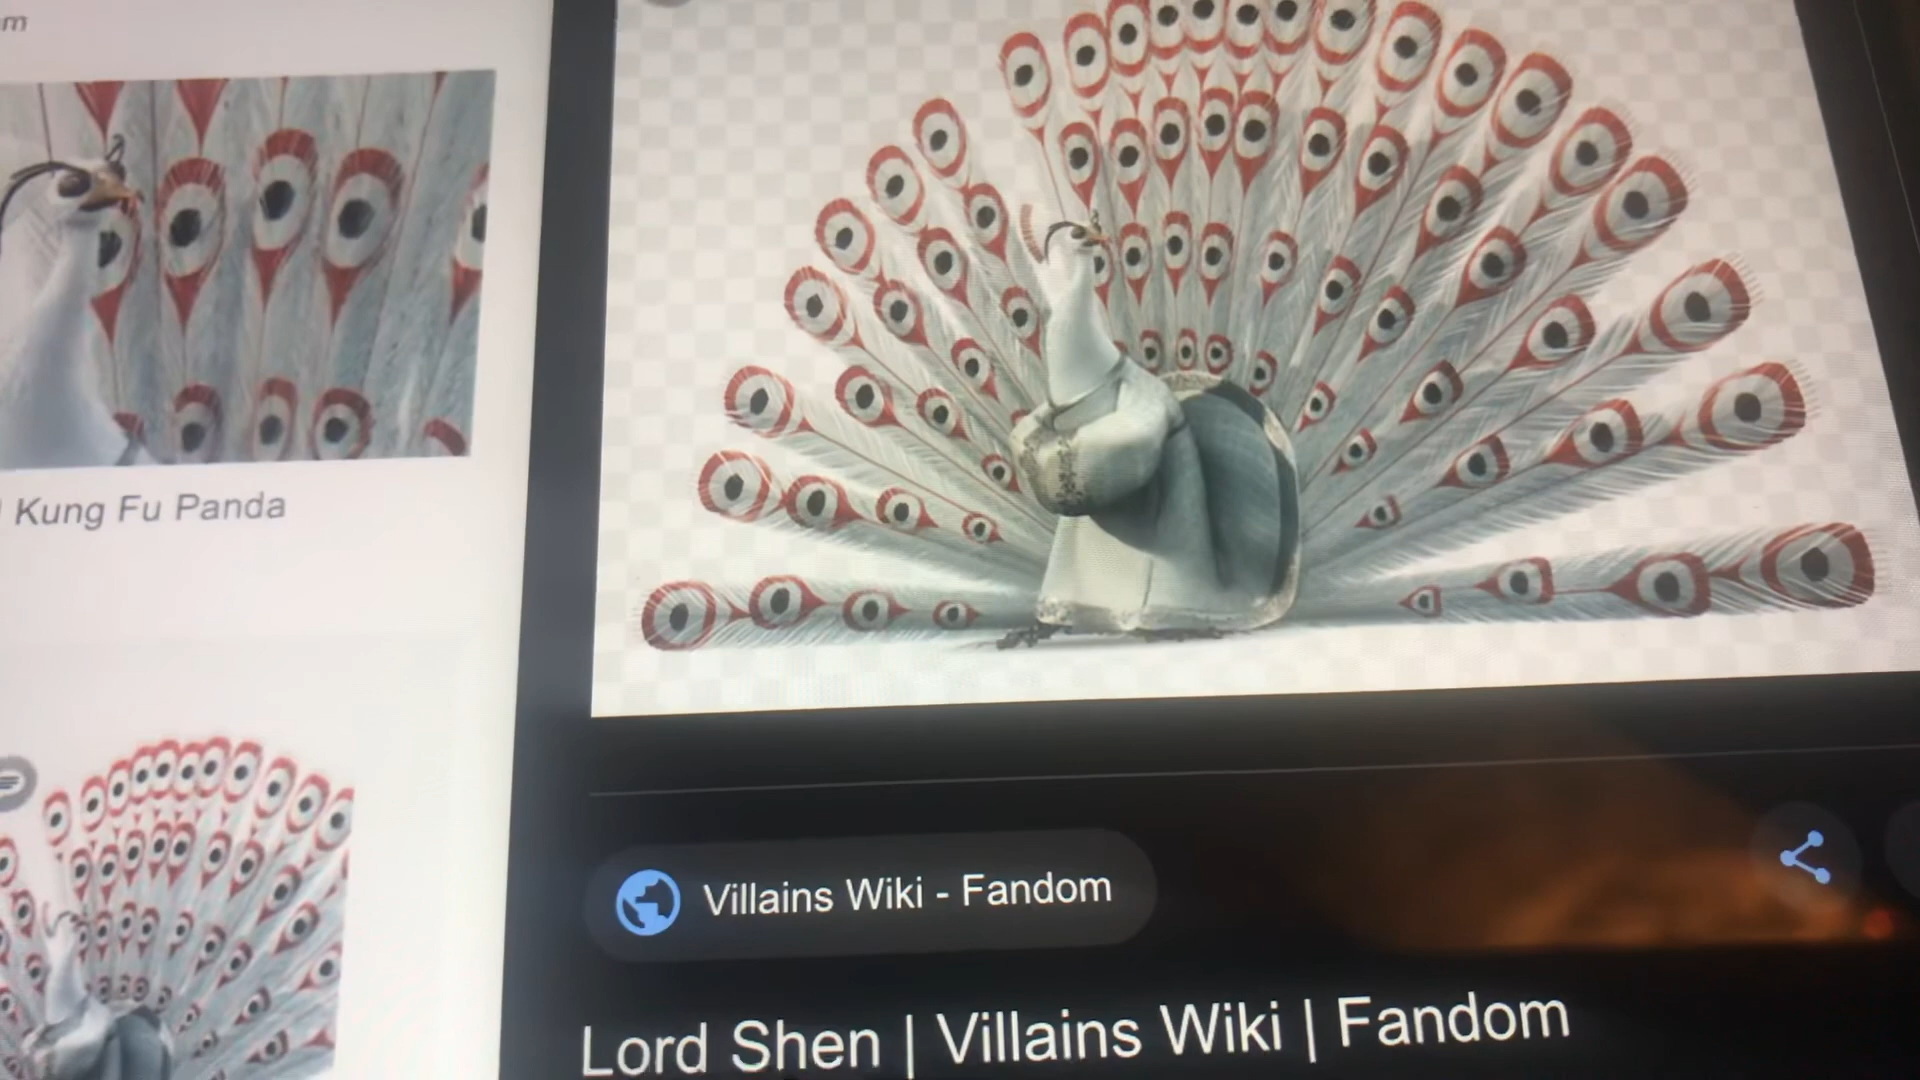 m
Kung Fu Panda
Villains Wiki - Fandom
Lord Shen | Villains Wiki | Fandom